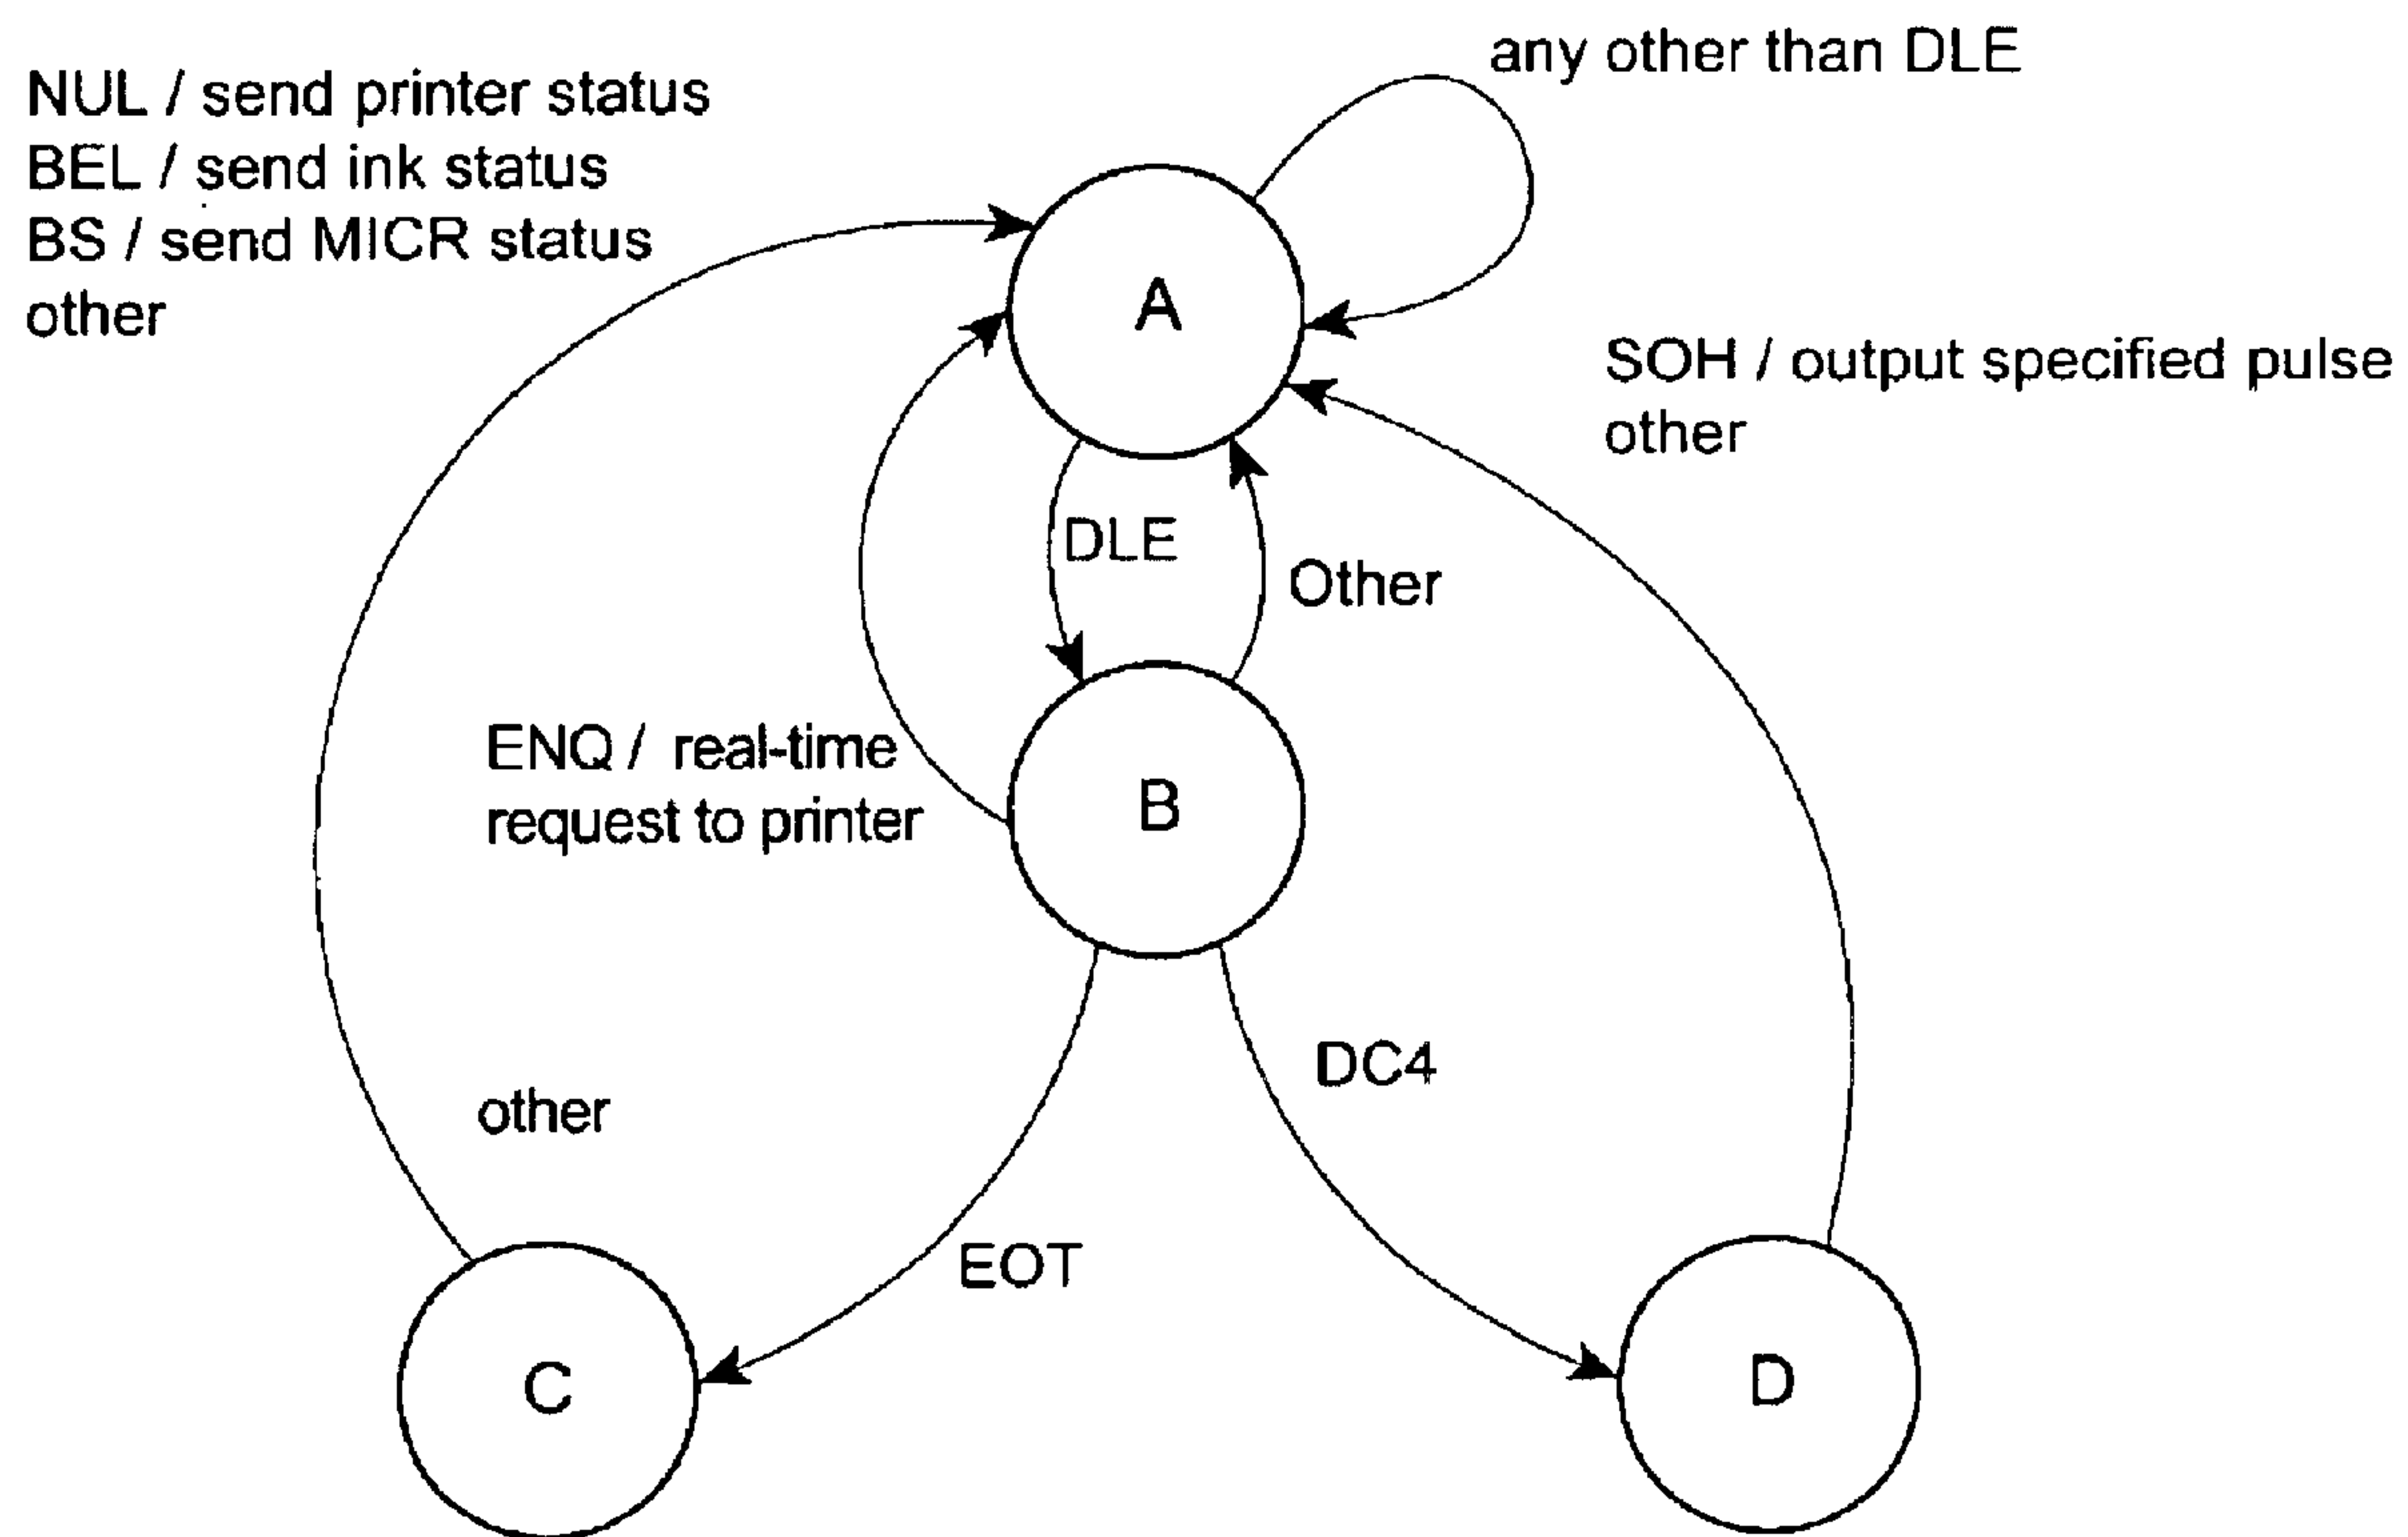 any other than DLE
NUL / send printer status
BEL / send ink status
BS / send MICR status
other
A
SOH / output specified pulse
other
DLE
Other
ENQ / real-time
request to printer
B
DC4
other
EOT
C
D